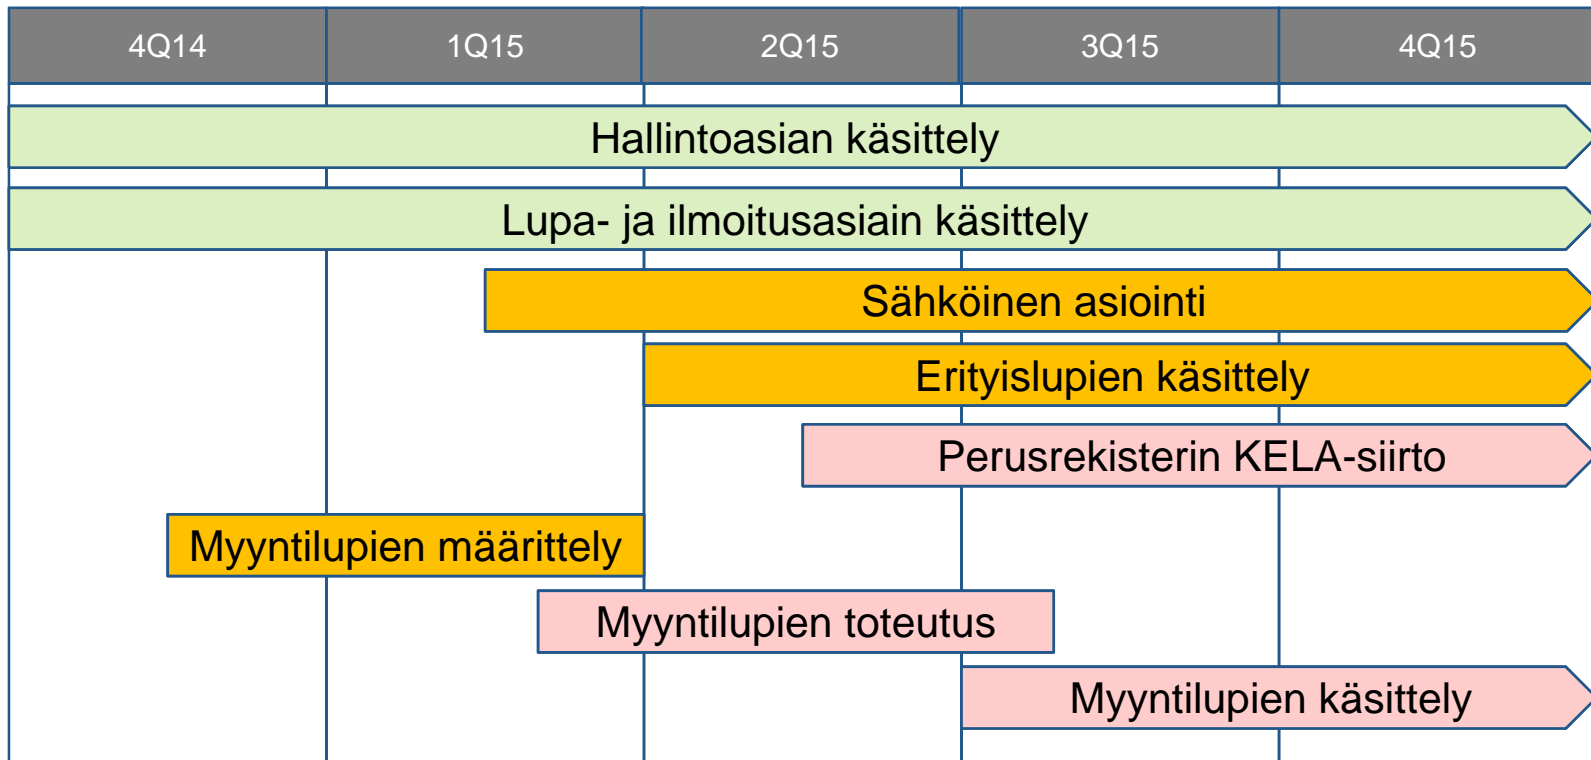 4Q14 1Q15 2Q15 3Q15 4Q15
Hallintoasian käsittely
Lupa- ja ilmoitusasiain käsittely
Sähköinen asiointi
Erityislupien käsittely
Perusrekisterin KELA-siirto
Myyntilupien määrittely
Myyntilupien toteutus
Myyntilupien käsittely